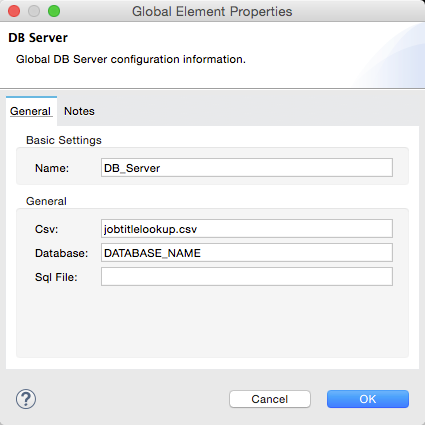 Global Element Properties
DB Server
Global DB Server configuration information.
General Notes
Basic Settings
Name: DB_Server
General
Csv: jobtitlelookup.csv
Database: DATABASE_NAME
Sql File:
? Cancel OK